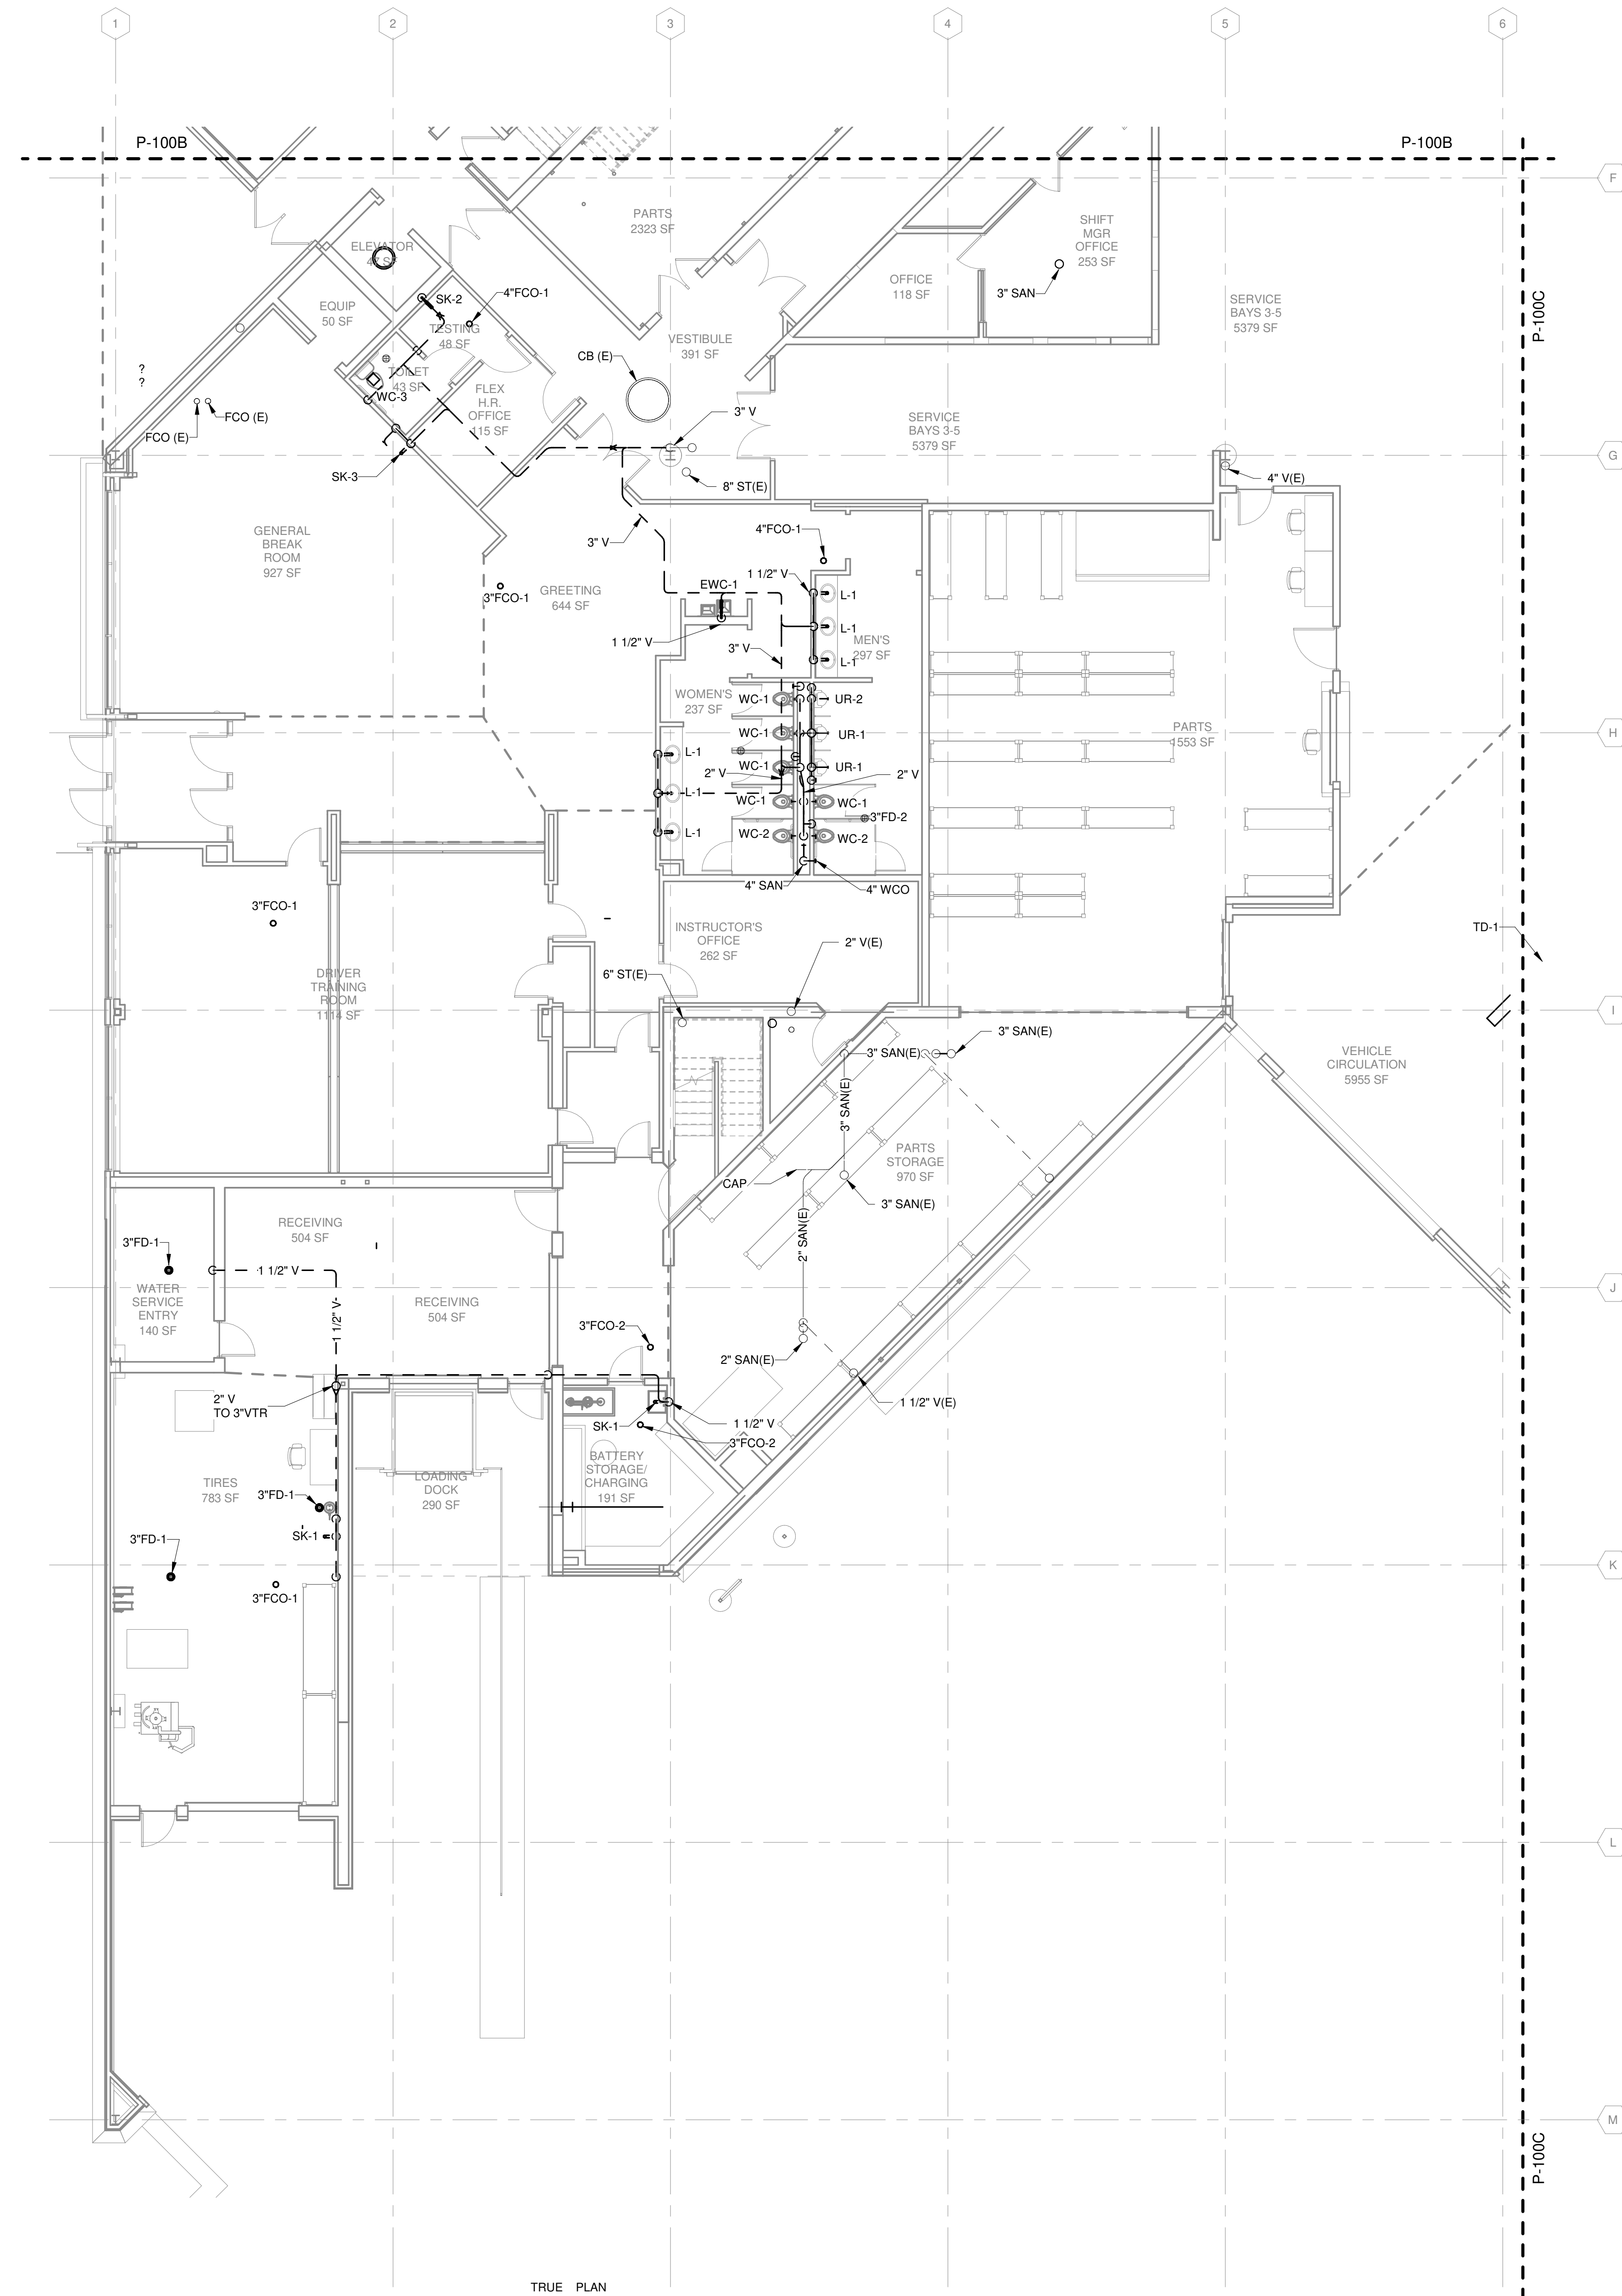 1
2
3
4
5
6
P-100B
P-100B
F
PARTS
2323 SF
SHIFT
MGR
OFFICE
253 SF
ELEVATOR
47 SF
OFFICE
118 SF
3" SAN
SERVICE
BAYS 3-5
5379 SF
P-100C
EQUIP
50 SF
SK-2
4"FCO-1
TESTING
48 SF
VESTIBULE
391 SF
CB (E)
?
?
TOILET
43 SF
WC-3
FLEX
H.R.
OFFICE
115 SF
FCO (E)
FCO (E)
3" V
SERVICE
BAYS 3-5
5379 SF
G
SK-3
8" ST(E)
4" V(E)
GENERAL
BREAK
ROOM
927 SF
3" V
4"FCO-1
1 1/2" V
EWC-1
3"FCO-1
GREETING
644 SF
L-1
L-1
L-1
1 1/2" V
3" V
MEN'S
297 SF
WOMEN'S
237 SF
WC-1
UR-2
WC-1
UR-1
WC-1
UR-1
PARTS
1553 SF
H
L-1
L-1
L-1
2" V
2" V
WC-1
WC-1
3"FD-2
WC-2
WC-2
4" SAN
4" WCO
3"FCO-1
INSTRUCTOR'S
OFFICE
262 SF
2" V(E)
TD-1
6" ST(E)
DRIVER
TRAINING
ROOM
1114 SF
I
3" SAN(E)
3" SAN(E)
VEHICLE
CIRCULATION
5955 SF
3" SAN(E)
PARTS
STORAGE
970 SF
CAP
3" SAN(E)
2" SAN(E)
RECEIVING
504 SF
3"FD-1
1 1/2" V
J
WATER
SERVICE
ENTRY
140 SF
RECEIVING
504 SF
1 1/2" V
3"FCO-2
2" SAN(E)
2" V
TO 3"VTR
1 1/2" V(E)
SK-1
1 1/2" V
3"FCO-2
BATTERY
STORAGE/
CHARGING
191 SF
TIRES
783 SF
LOADING
DOCK
290 SF
3"FD-1
SK-1
3"FD-1
K
3"FCO-1
L
M
P-100C
TRUE PLAN